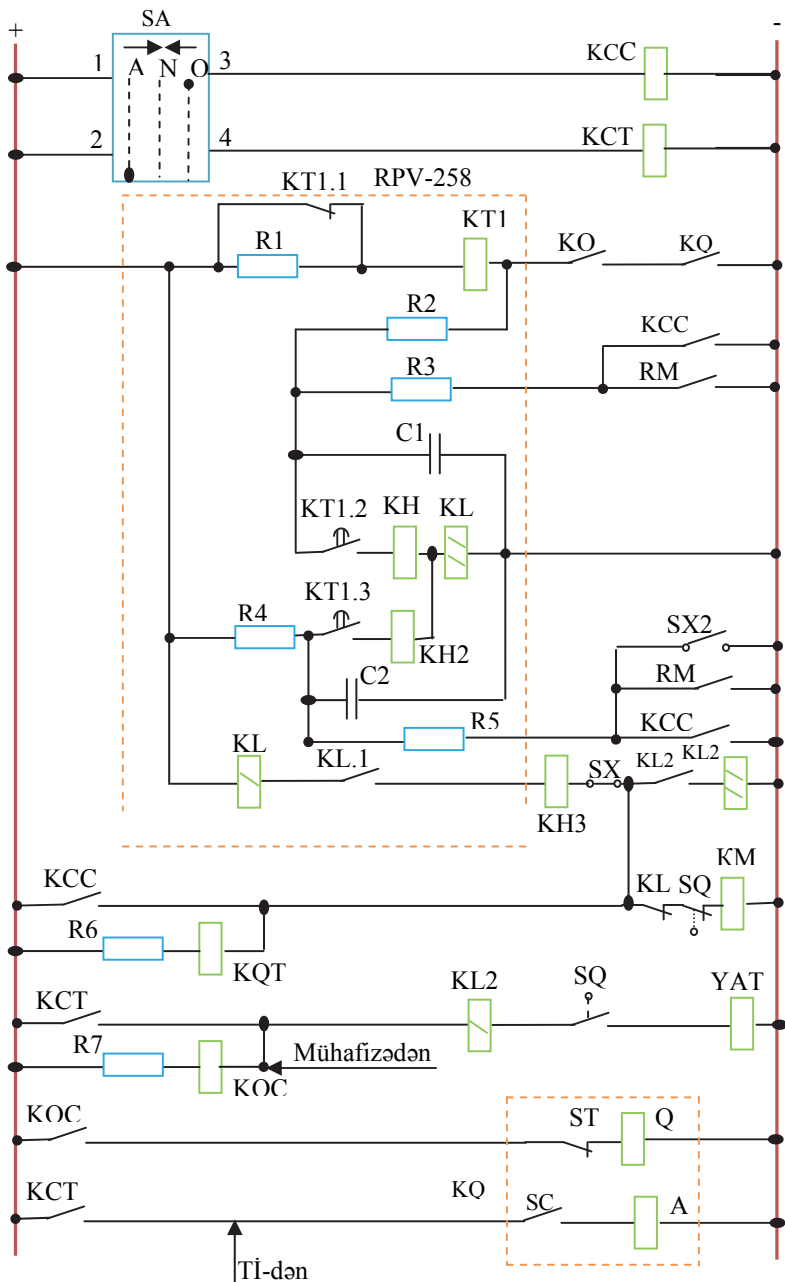 + SA -
1 A N O 3 KCC
2 4 KCT
KT1.1 RPV-258
R1 KT1 KO KQ
R2
KCC
R3 RM
C1
KT1.2 KH KL
R4 KT1.3 SX2
KH2
C2 RM
R5 KCC
KL KL.1 SX KL2 KL2
KH3
KCC KL SQ KM
R6
KQT
KCT KL2 SQ YAT
R7 Mühafizədən
KOC
KOC ST Q
KCT KQ SC A
Tİ-dən